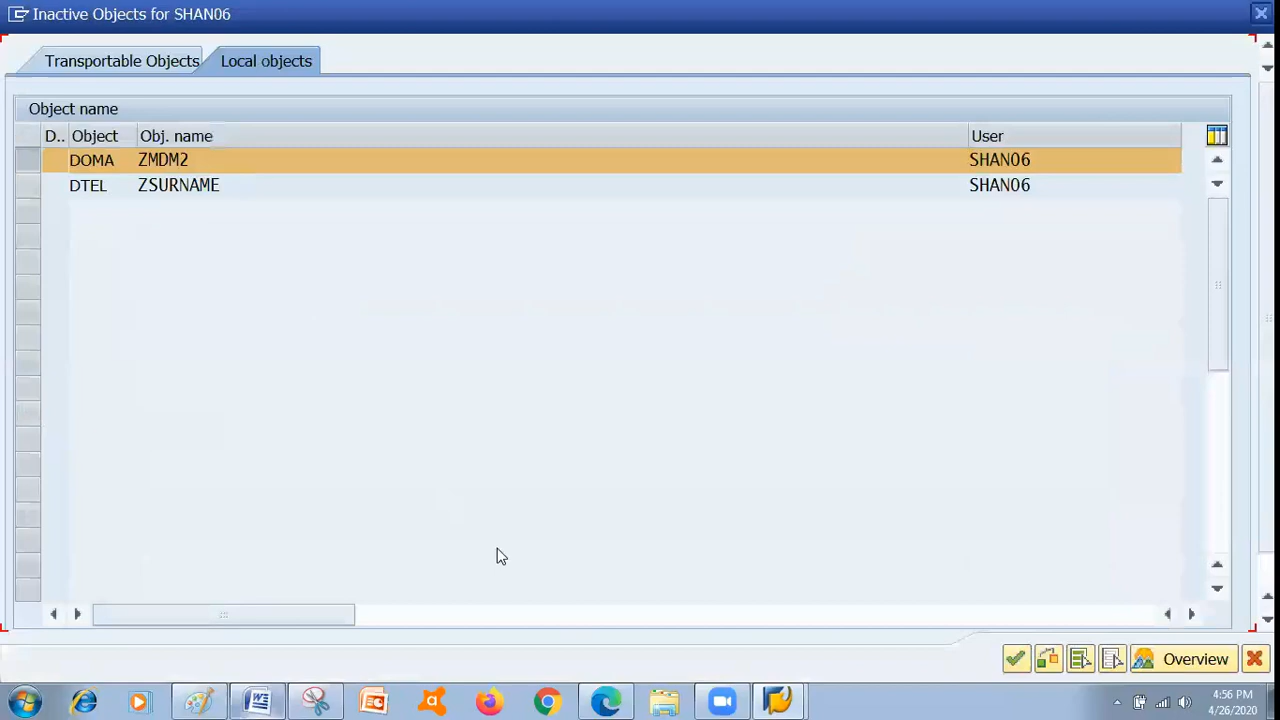 Inactive Objects for SHAN06
Transportable Objects Local objects
Object name
D.. Object Obj. name User
DOMA ZMDM2 SHAN06
DTEL ZSURNAME SHAN06
Overview
4:56 PM
4/26/2020